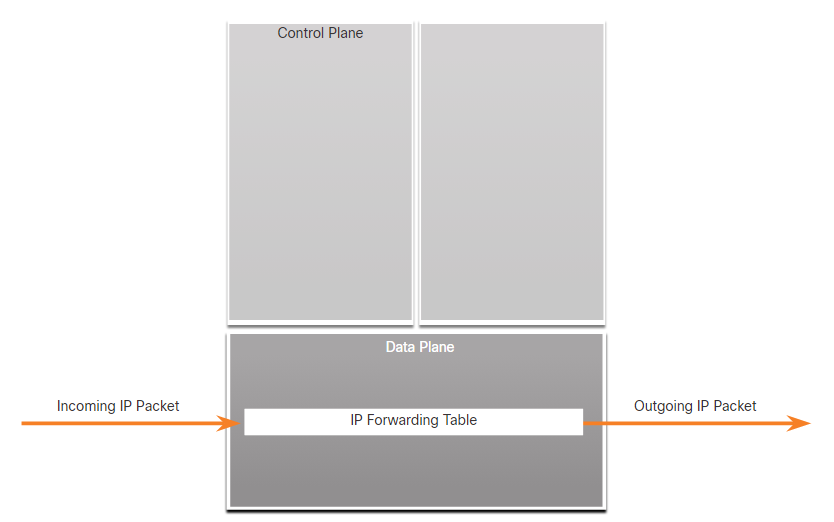 Control Plane
Data Plane
Incoming IP Packet
IP Forwarding Table
Outgoing IP Packet